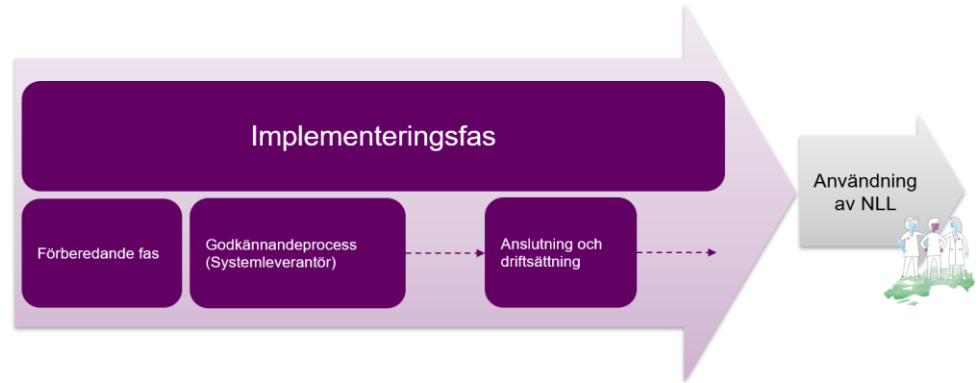 Implementeringsfas
Förberedande fas
Godkännandeprocess
(Systemleverantör)
Anslutning och
driftsättning
Användning
av NLL